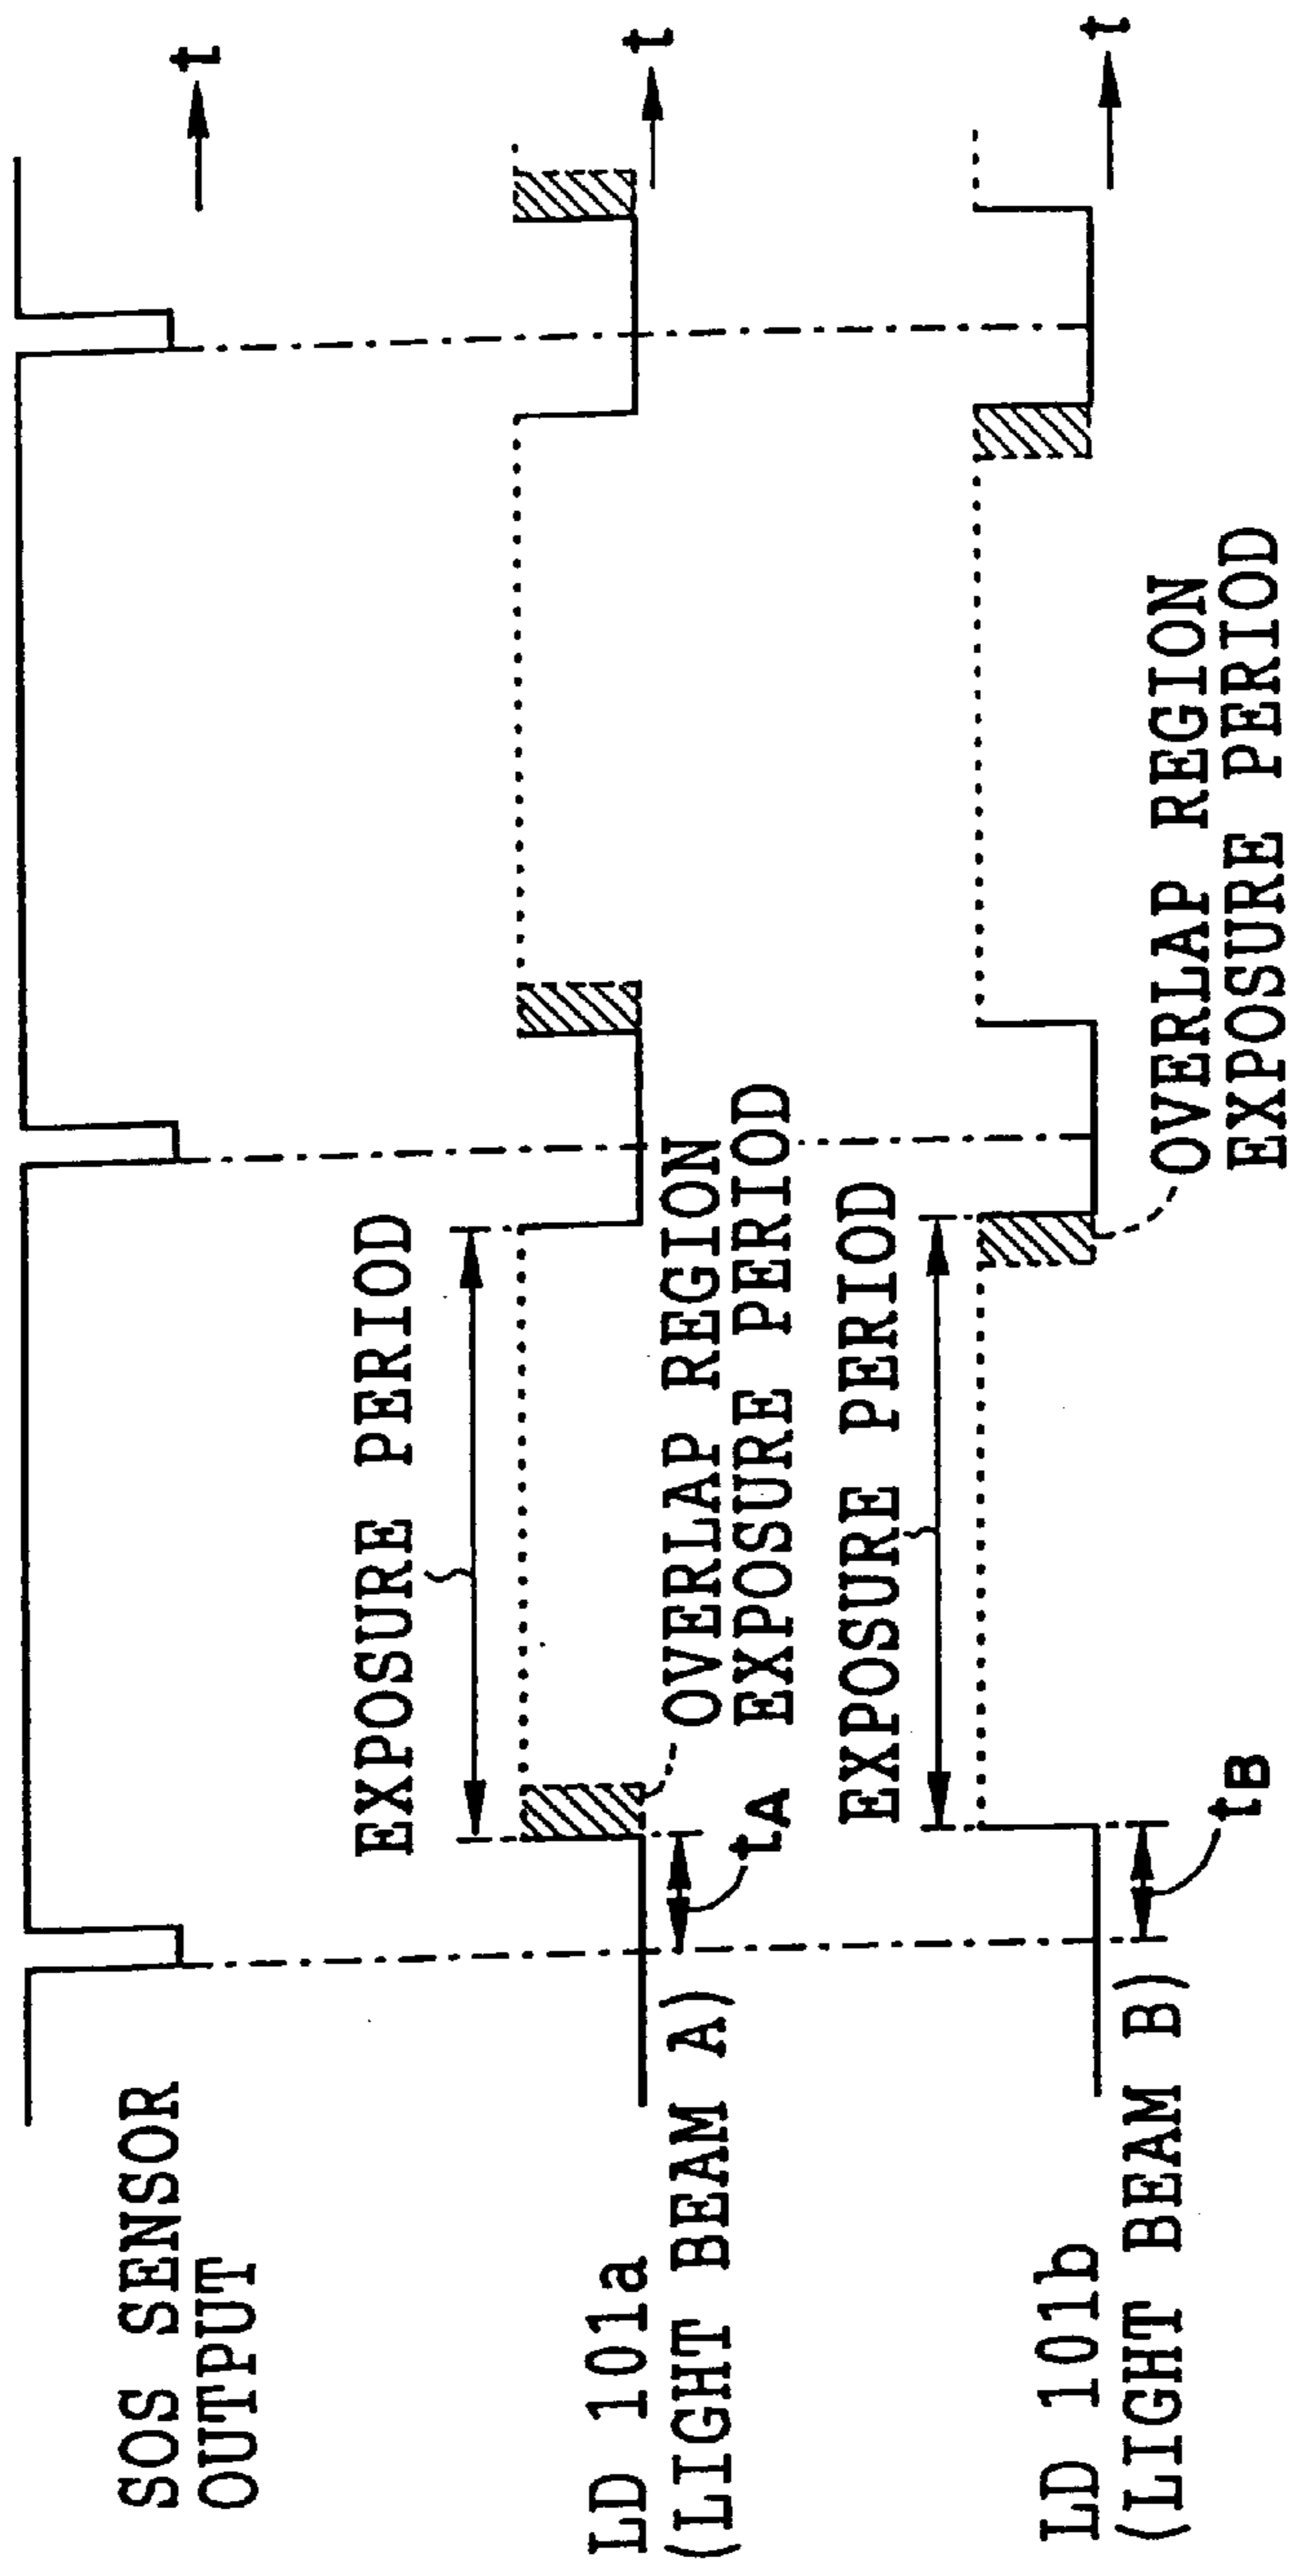 SOS SENSOR
OUTPUT
t
EXPOSURE PERIOD
LD 101a
(LIGHT BEAM A)
tA
OVERLAP REGION
EXPOSURE PERIOD
t
EXPOSURE PERIOD
LD 101b
(LIGHT BEAM B)
tB
OVERLAP REGION
EXPOSURE PERIOD
t